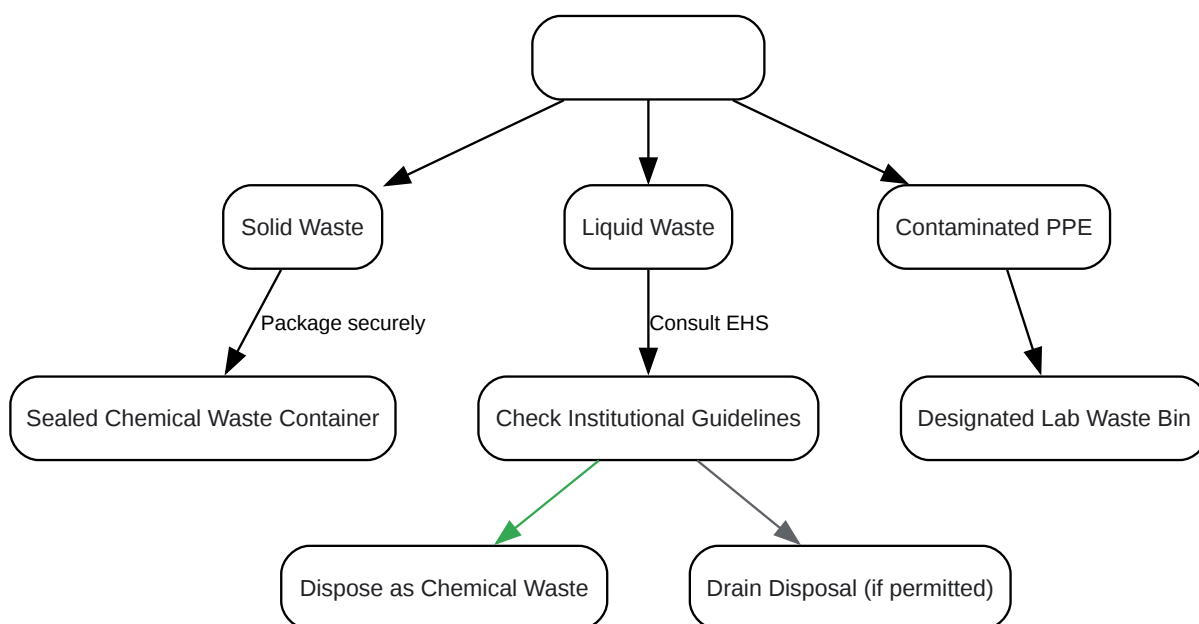 Solid Waste
Liquid Waste
Contaminated PPE
Package securely
Consult EHS
Sealed Chemical Waste Container
Check Institutional Guidelines
Designated Lab Waste Bin
Dispose as Chemical Waste
Drain Disposal (if permitted)